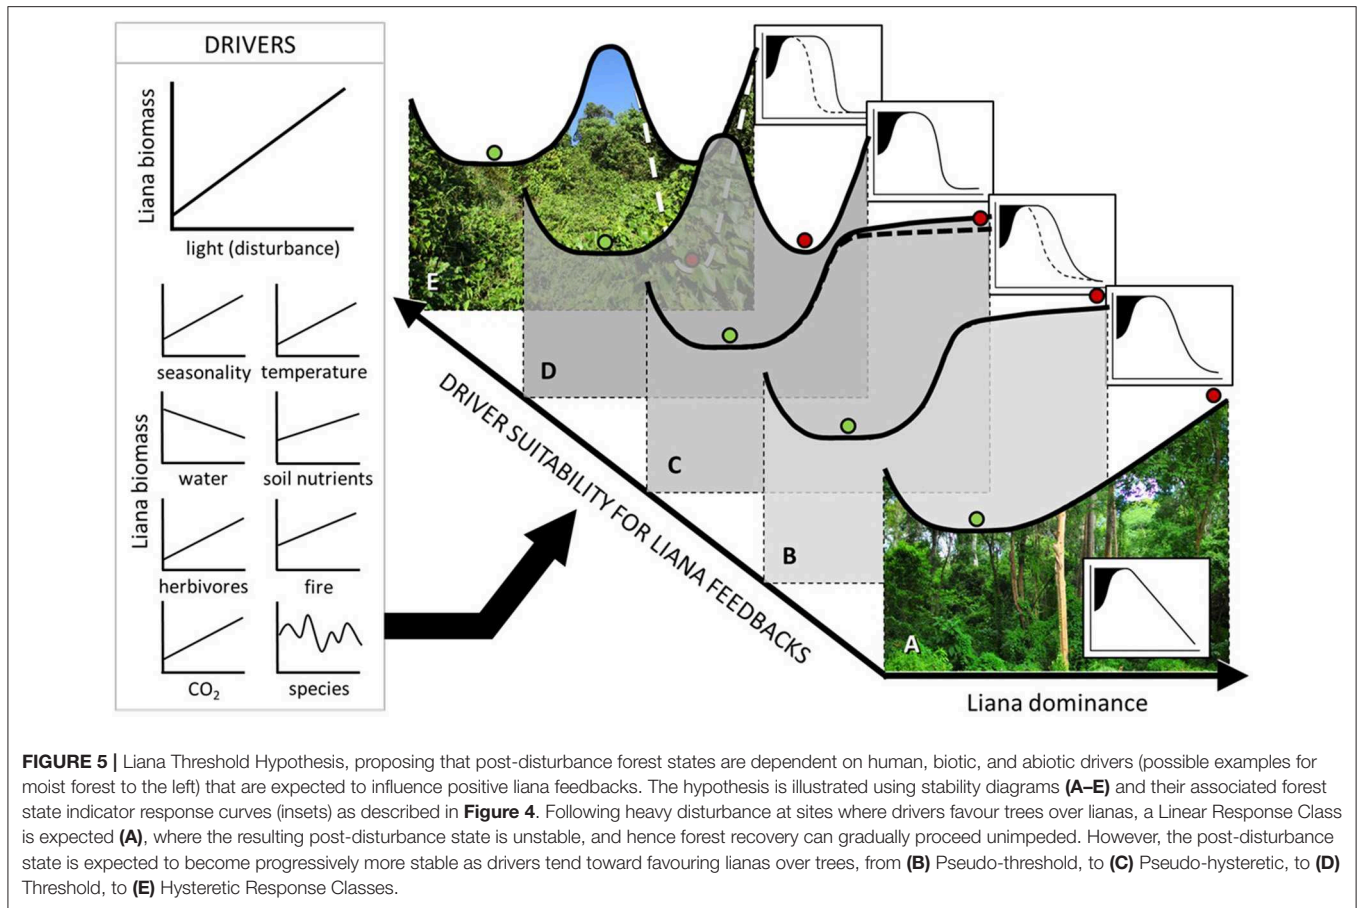 DRIVERS
Liana biomass
light (disturbance)
Liana biomass
seasonality temperature
water soil nutrients
herbivores fire
CO₂ species
E
D
C
B
A
DRIVER SUITABILITY FOR LIANA FEEDBACKS
Liana dominance
FIGURE 5 | Liana Threshold Hypothesis, proposing that post-disturbance forest states are dependent on human, biotic, and abiotic drivers (possible examples for
moist forest to the left) that are expected to influence positive liana feedbacks. The hypothesis is illustrated using stability diagrams (A–E) and their associated forest
state indicator response curves (insets) as described in Figure 4. Following heavy disturbance at sites where drivers favour trees over lianas, a Linear Response Class
is expected (A), where the resulting post-disturbance state is unstable, and hence forest recovery can gradually proceed unimpeded. However, the post-disturbance
state is expected to become progressively more stable as drivers tend toward favouring lianas over trees, from (B) Pseudo-threshold, to (C) Pseudo-hysteretic, to (D)
Threshold, to (E) Hysteretic Response Classes.